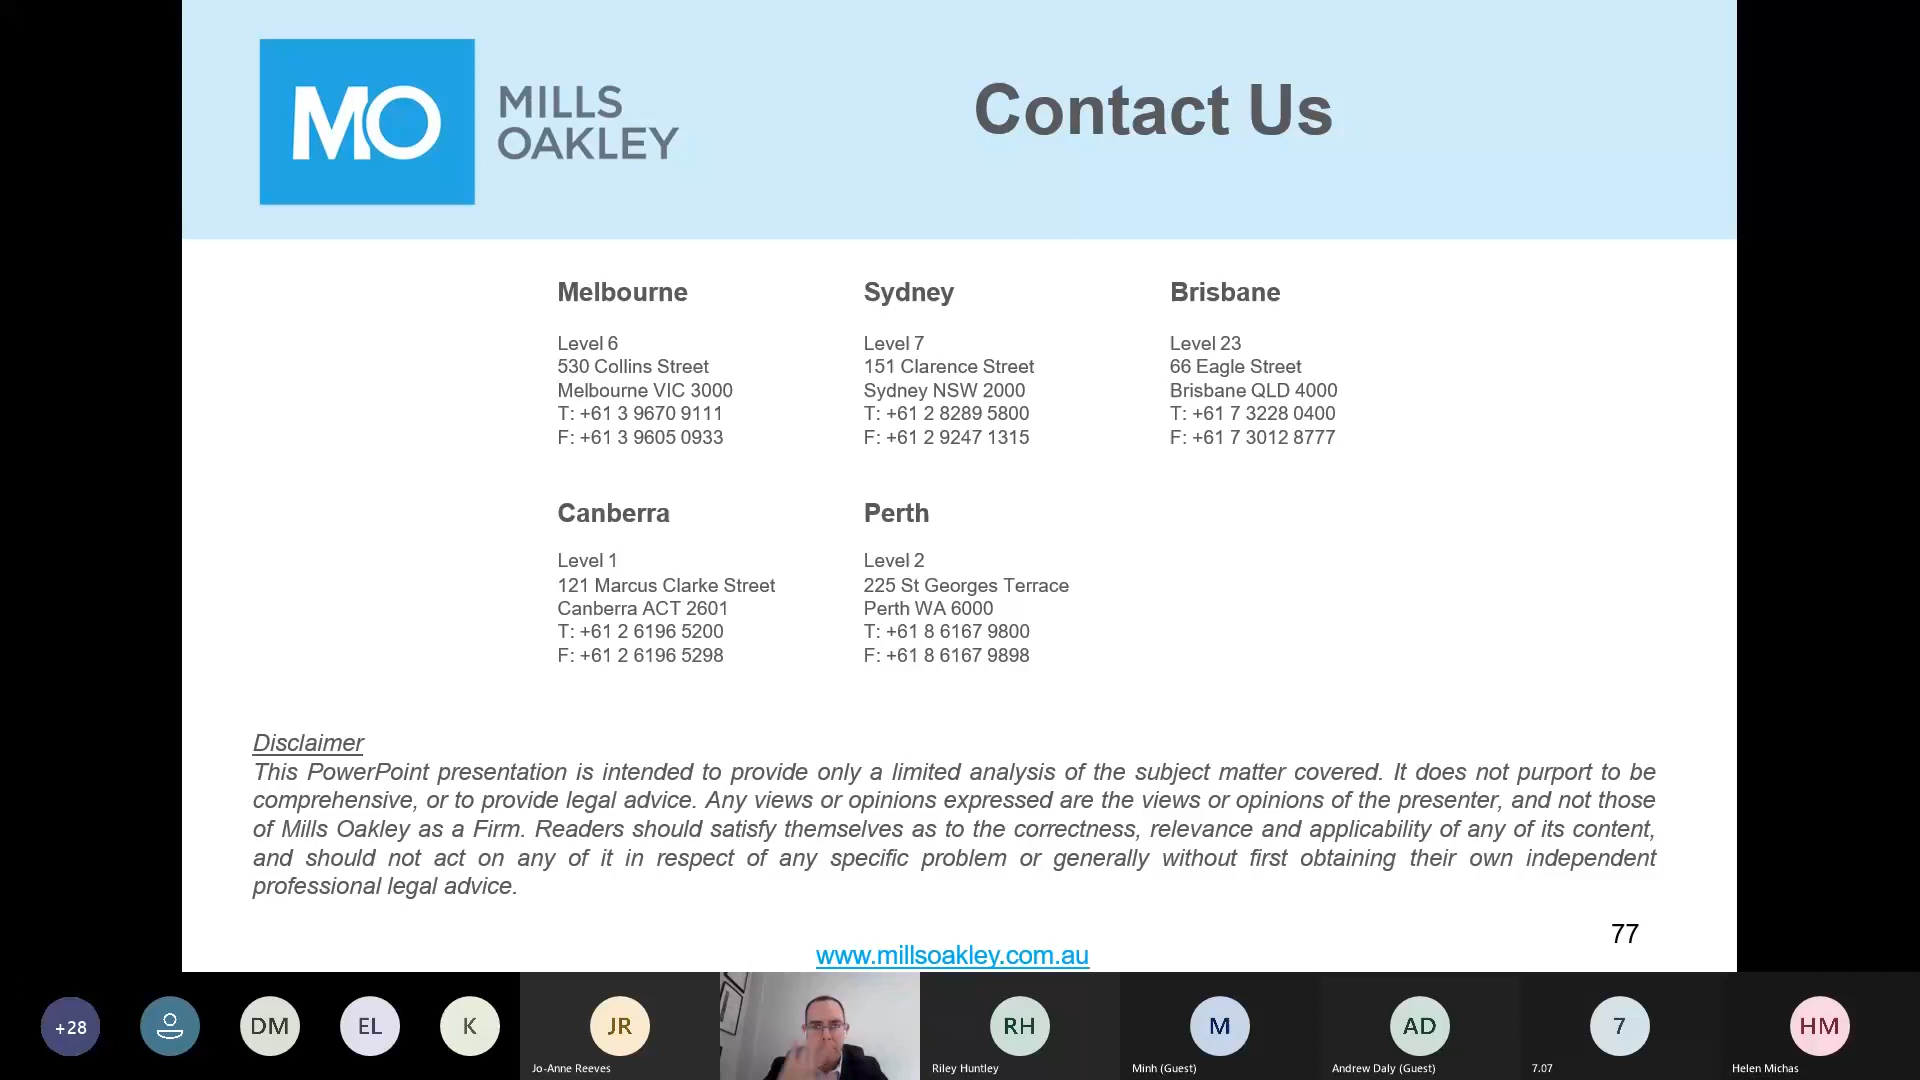 MO
MILLS
OAKLEY
Contact Us
Melbourne
Level 6
530 Collins Street
Melbourne VIC 3000
T: +61 3 9670 9111
F: +61 3 9605 0933
Sydney
Level 7
151 Clarence Street
Sydney NSW 2000
T: +61 2 8289 5800
F: +61 2 9247 1315
Brisbane
Level 23
66 Eagle Street
Brisbane QLD 4000
T: +61 7 3228 0400
F: +61 7 3012 8777
Canberra
Level 1
121 Marcus Clarke Street
Canberra ACT 2601
T: +61 2 6196 5200
F: +61 2 6196 5298
Perth
Level 2
225 St Georges Terrace
Perth WA 6000
T: +61 8 6167 9800
F: +61 8 6167 9898
Disclaimer
This PowerPoint presentation is intended to provide only a limited analysis of the subject matter covered. It does not purport to be
comprehensive, or to provide legal advice. Any views or opinions expressed are the views or opinions of the presenter, and not those
of Mills Oakley as a Firm. Readers should satisfy themselves as to the correctness, relevance and applicability of any of its content,
and should not act on any of it in respect of any specific problem or generally without first obtaining their own independent
professional legal advice.
77
www.millsoakley.com.au
+28
DM
EL
K
JR
Jo-Anne Reeves
RH
Riley Huntley
M
Minh (Guest)
AD
Andrew Daly (Guest)
7
7.07
HM
Helen Michas